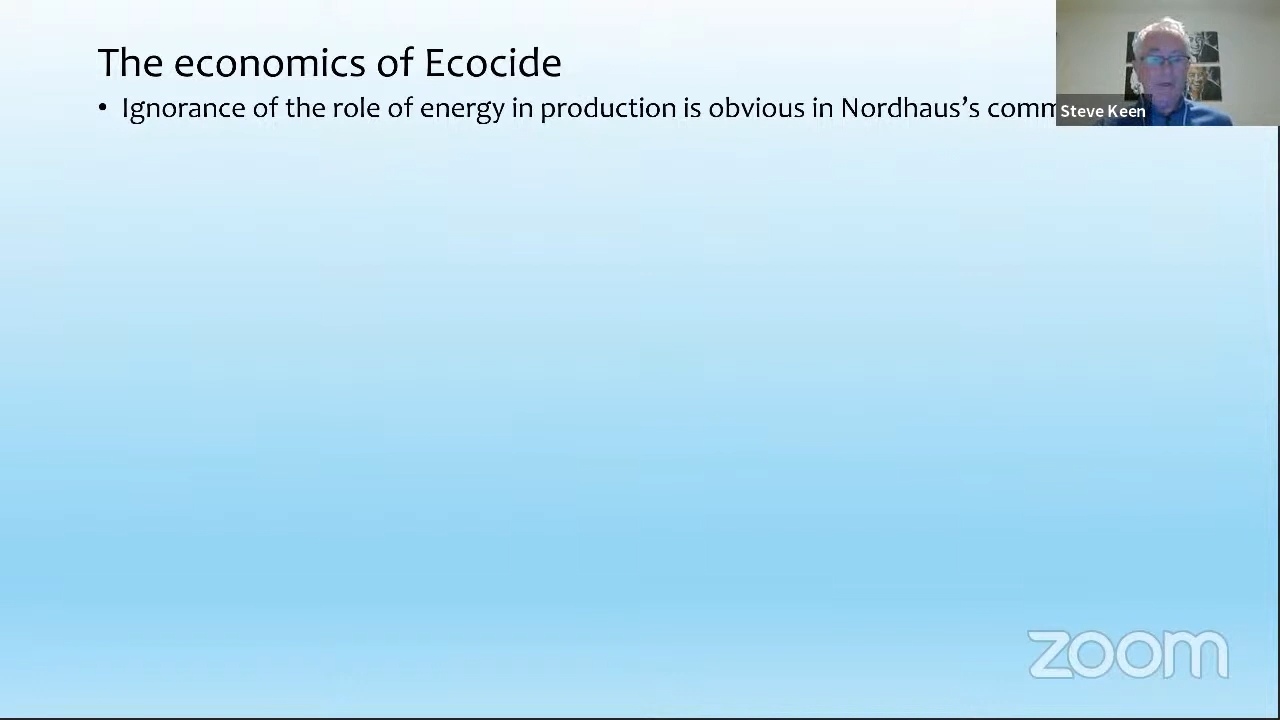 The economics of Ecocide
• Ignorance of the role of energy in production is obvious in Nordhaus’s comm
Steve Keen
zoom